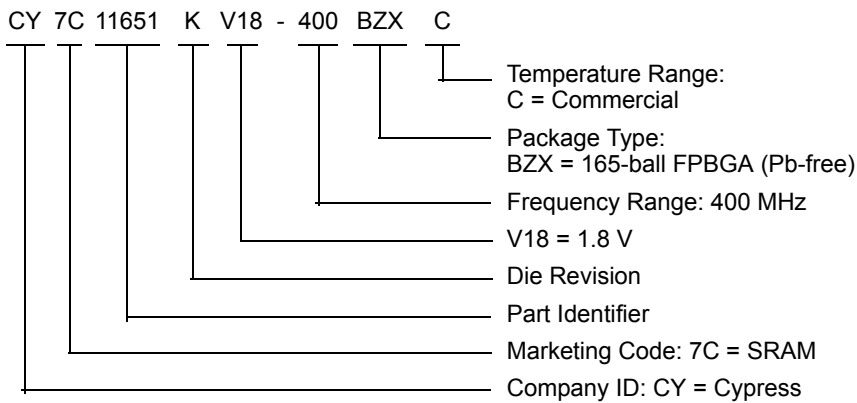 CY 7C 11651 K V18 - 400 BZX C
Temperature Range:
C = Commercial
Package Type:
BZX = 165-ball FPBGA (Pb-free)
Frequency Range: 400 MHz
V18 = 1.8 V
Die Revision
Part Identifier
Marketing Code: 7C = SRAM
Company ID: CY = Cypress